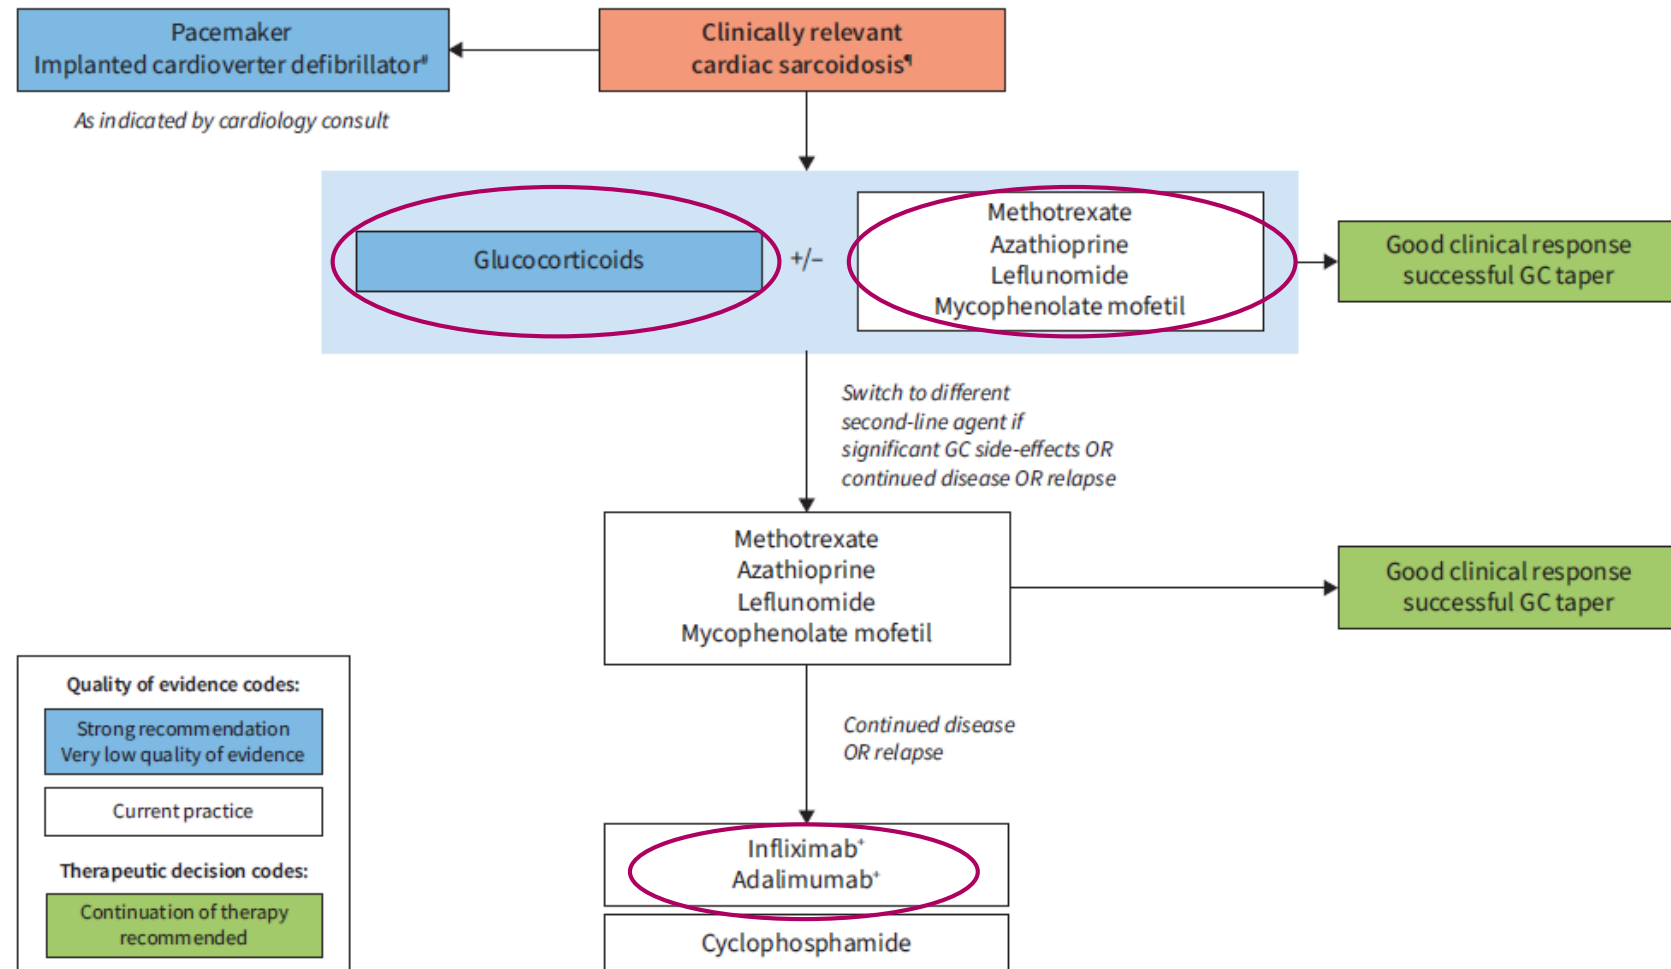 Pacemaker
Implanted cardioverter defibrillator#
As indicated by cardiology consult
Clinically relevant
cardiac sarcoidosis¶
Glucocorticoids
+/–
Methotrexate
Azathioprine
Leflunomide
Mycophenolate mofetil
Good clinical response
successful GC taper
Switch to different
second-line agent if
significant GC side-effects OR
continued disease OR relapse
Methotrexate
Azathioprine
Leflunomide
Mycophenolate mofetil
Good clinical response
successful GC taper
Continued disease
OR relapse
Infliximab+
Adalimumab+
Cyclophosphamide
Quality of evidence codes:
Strong recommendation
Very low quality of evidence
Current practice
Therapeutic decision codes:
Continuation of therapy
recommended